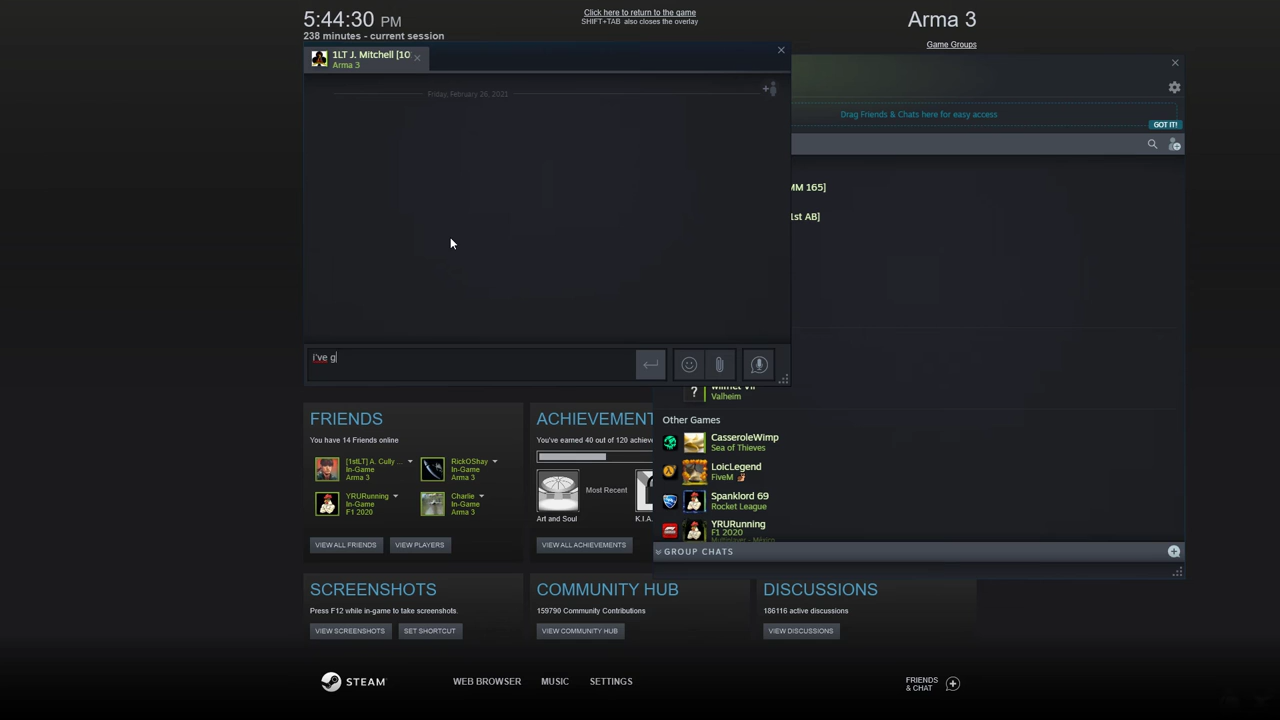 5:44:30 PM
238 minutes - current session
Click here to return to the game
SHIFT+TAB also closes the overlay
Arma 3
Game Groups
1LT J. Mitchell [10
Arma 3
Friday, February 26, 2021
Drag Friends & Chats here for easy access
GOT IT!
MM 165]
1st AB]
i've g
Valheim
Other Games
CasseroleWimp
Sea of Thieves
LoicLegend
FiveM
Spanklord 69
Rocket League
YRURunning
F1 2020
GROUP CHATS
FRIENDS
You have 14 Friends online
[1stLT] A. Cully ...
In-Game
Arma 3
RickOShay
In-Game
Arma 3
YRURunning
In-Game
F1 2020
Charlie
In-Game
Arma 3
VIEW ALL FRIENDS
VIEW PLAYERS
ACHIEVEMENT
You've earned 40 out of 120 achieve
Most Recent
Art and Soul
K.I.A.
VIEW ALL ACHIEVEMENTS
SCREENSHOTS
Press F12 while in-game to take screenshots.
VIEW SCREENSHOTS
SET SHORTCUT
COMMUNITY HUB
159790 Community Contributions
VIEW COMMUNITY HUB
DISCUSSIONS
186116 active discussions
VIEW DISCUSSIONS
STEAM
WEB BROWSER
MUSIC
SETTINGS
FRIENDS
& CHAT